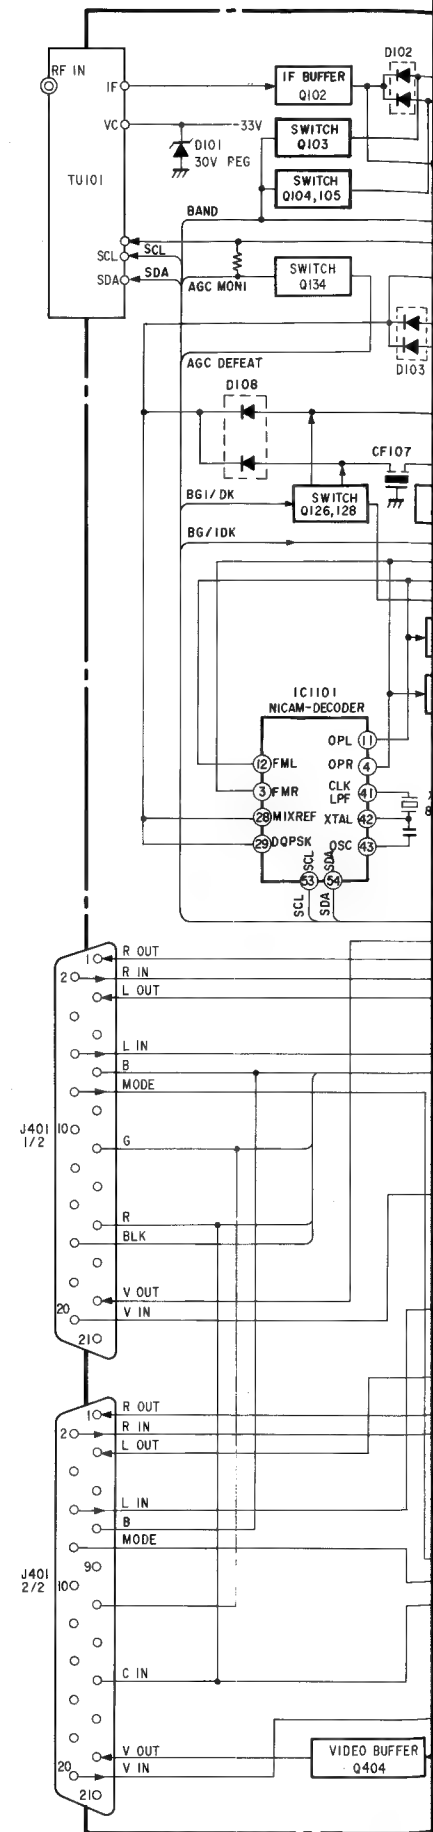 D102
RF IN
IF
IF BUFFER
Q102
VC
-33V
SWITCH
Q103
D101
30V REG
TU101
SWITCH
Q104,105
BAND
SCL
SCL
SDA
SDA
AGC MONI
SWITCH
Q134
AGC DEFEAT
D103
D108
CF107
BG1/DK
SWITCH
Q126,128
BG/1DK
IC1101
NICAM-DECODER
OPL 11
12 FML
OPR 4
3 FMR
CLK
LPF 41
28 MIXREF
XTAL 42
8
29 DQPSK
OSC 43
SCL SDA
53 54
SCL SDA
1 R OUT
2 R IN
L OUT
L IN
B
MODE
J401
1/2
10
G
R
BLK
V OUT
20 V IN
21
1 R OUT
2 R IN
L OUT
L IN
B
MODE
9
J401
2/2
10
C IN
V OUT
20 V IN
VIDEO BUFFER
Q404
21